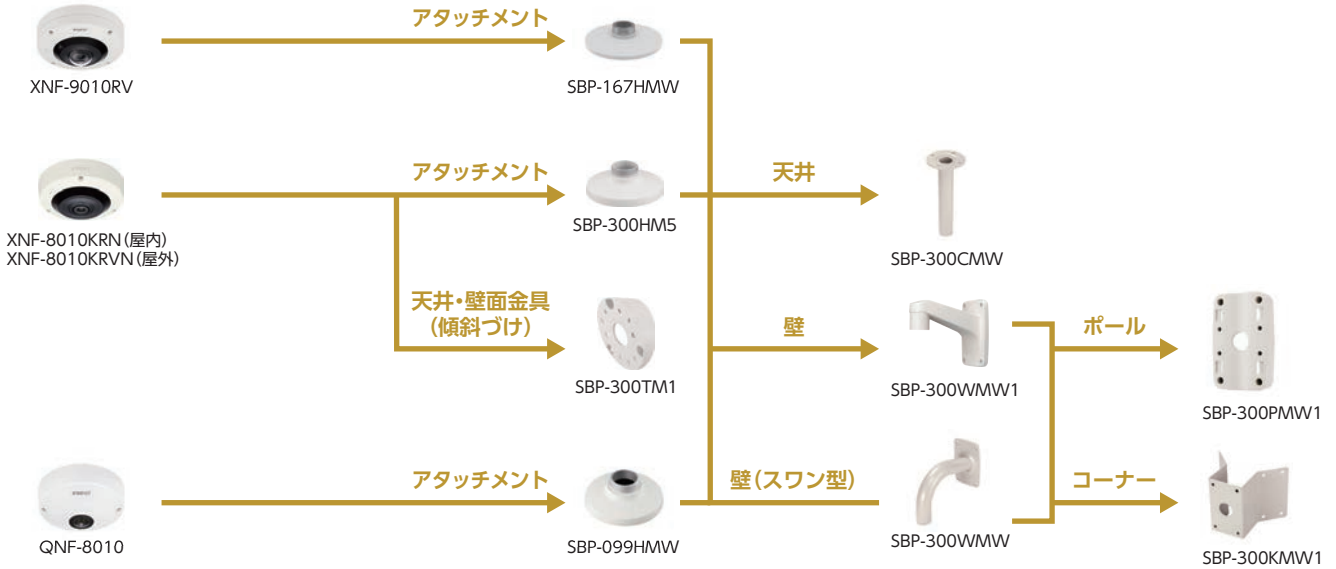 アタッチメント
XNF-9010RV
SBP-167HMW
アタッチメント
天井
SBP-300HM5
XNF-8010KRN(屋内)
XNF-8010KRVN(屋外)
SBP-300CMW
天井・壁面金具
(傾斜づけ)
壁
ポール
SBP-300TM1
SBP-300WMW1
SBP-300PMW1
アタッチメント
壁(スワン型)
コーナー
QNF-8010
SBP-099HMW
SBP-300WMW
SBP-300KMW1